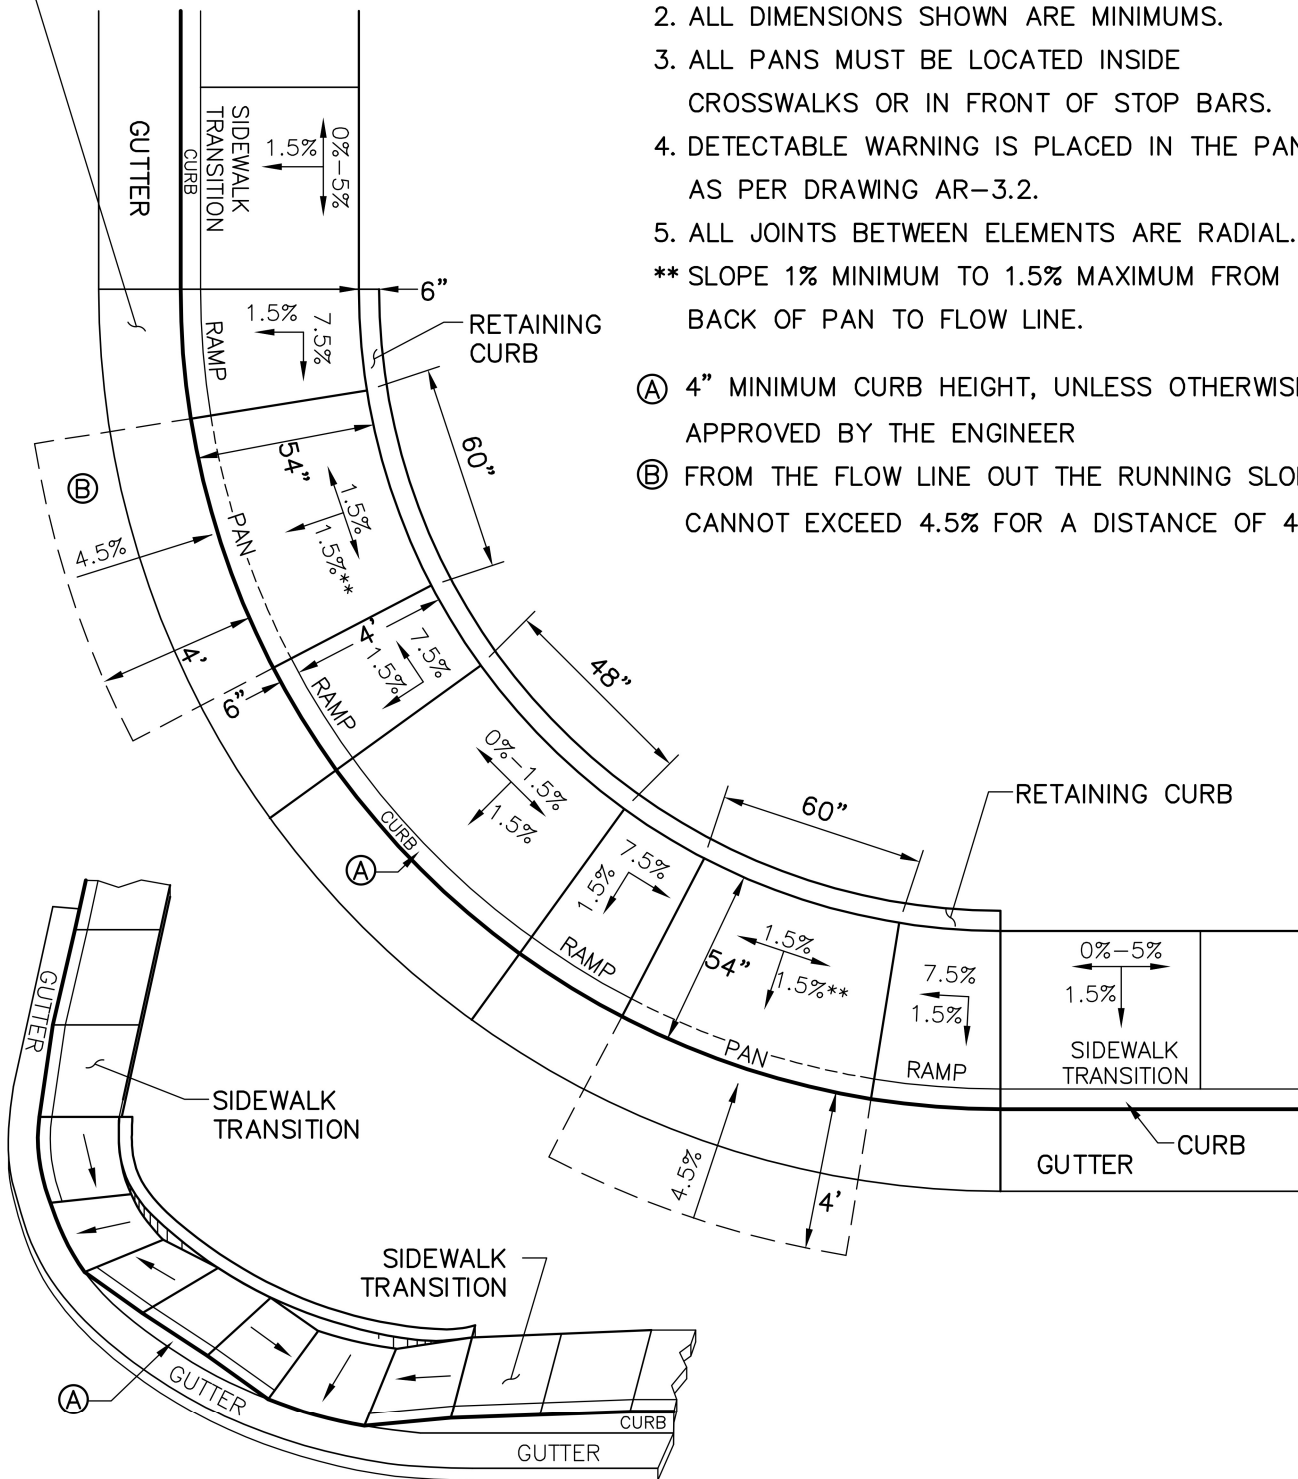 2. ALL DIMENSIONS SHOWN ARE MINIMUMS.
3. ALL PANS MUST BE LOCATED INSIDE
CROSSWALKS OR IN FRONT OF STOP BARS.
4. DETECTABLE WARNING IS PLACED IN THE PAN
AS PER DRAWING AR-3.2.
5. ALL JOINTS BETWEEN ELEMENTS ARE RADIAL.
** SLOPE 1% MINIMUM TO 1.5% MAXIMUM FROM
BACK OF PAN TO FLOW LINE.
Ⓐ 4" MINIMUM CURB HEIGHT, UNLESS OTHERWISE
APPROVED BY THE ENGINEER
Ⓑ FROM THE FLOW LINE OUT THE RUNNING
CANNOT EXCEED 4.5% FOR A DISTANCE OF
GUTTER
CURB
SIDEWALK
TRANSITION
1.5%
0%-5%
6"
RETAINING
CURB
1.5%
7.5%
RAMP
60"
54"
Ⓑ
4.5%
PAN
1.5%
1.5%**
4'
4'
6"
7.5%
1.5%
RAMP
48"
0%-1.5%
1.5%
CURB
Ⓐ
60"
RETAINING CURB
7.5%
1.5%
RAMP
54"
1.5%
1.5%**
PAN
7.5%
1.5%
RAMP
0%-5%
1.5%
SIDEWALK
TRANSITION
CURB
GUTTER
4.5%
4'
GUTTER
SIDEWALK
TRANSITION
SIDEWALK
TRANSITION
Ⓐ
GUTTER
CURB
GUTTER